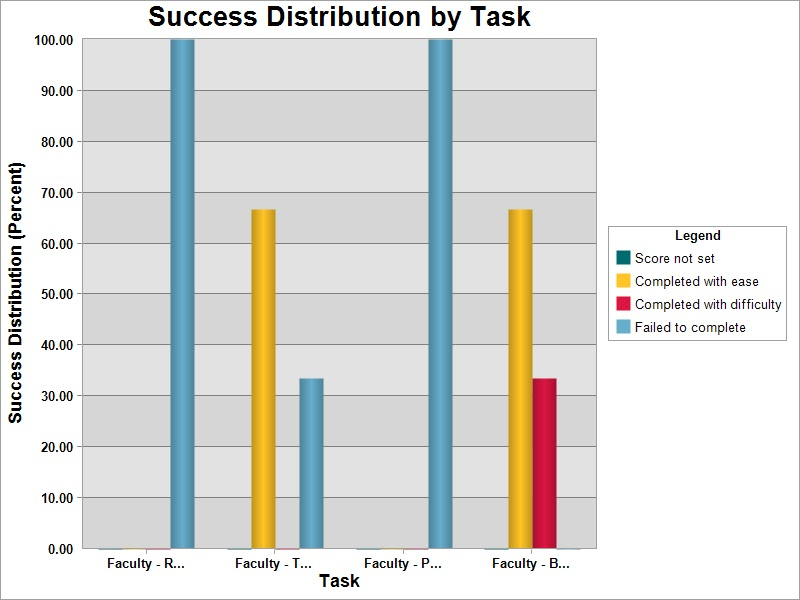 Success Distribution by Task
Success Distribution (Percent)
100.00
90.00
80.00
70.00
60.00
50.00
40.00
30.00
20.00
10.00
0.00
Faculty - R... Faculty - T... Faculty - P... Faculty - B...
Task
Legend
Score not set
Completed with ease
Completed with difficulty
Failed to complete